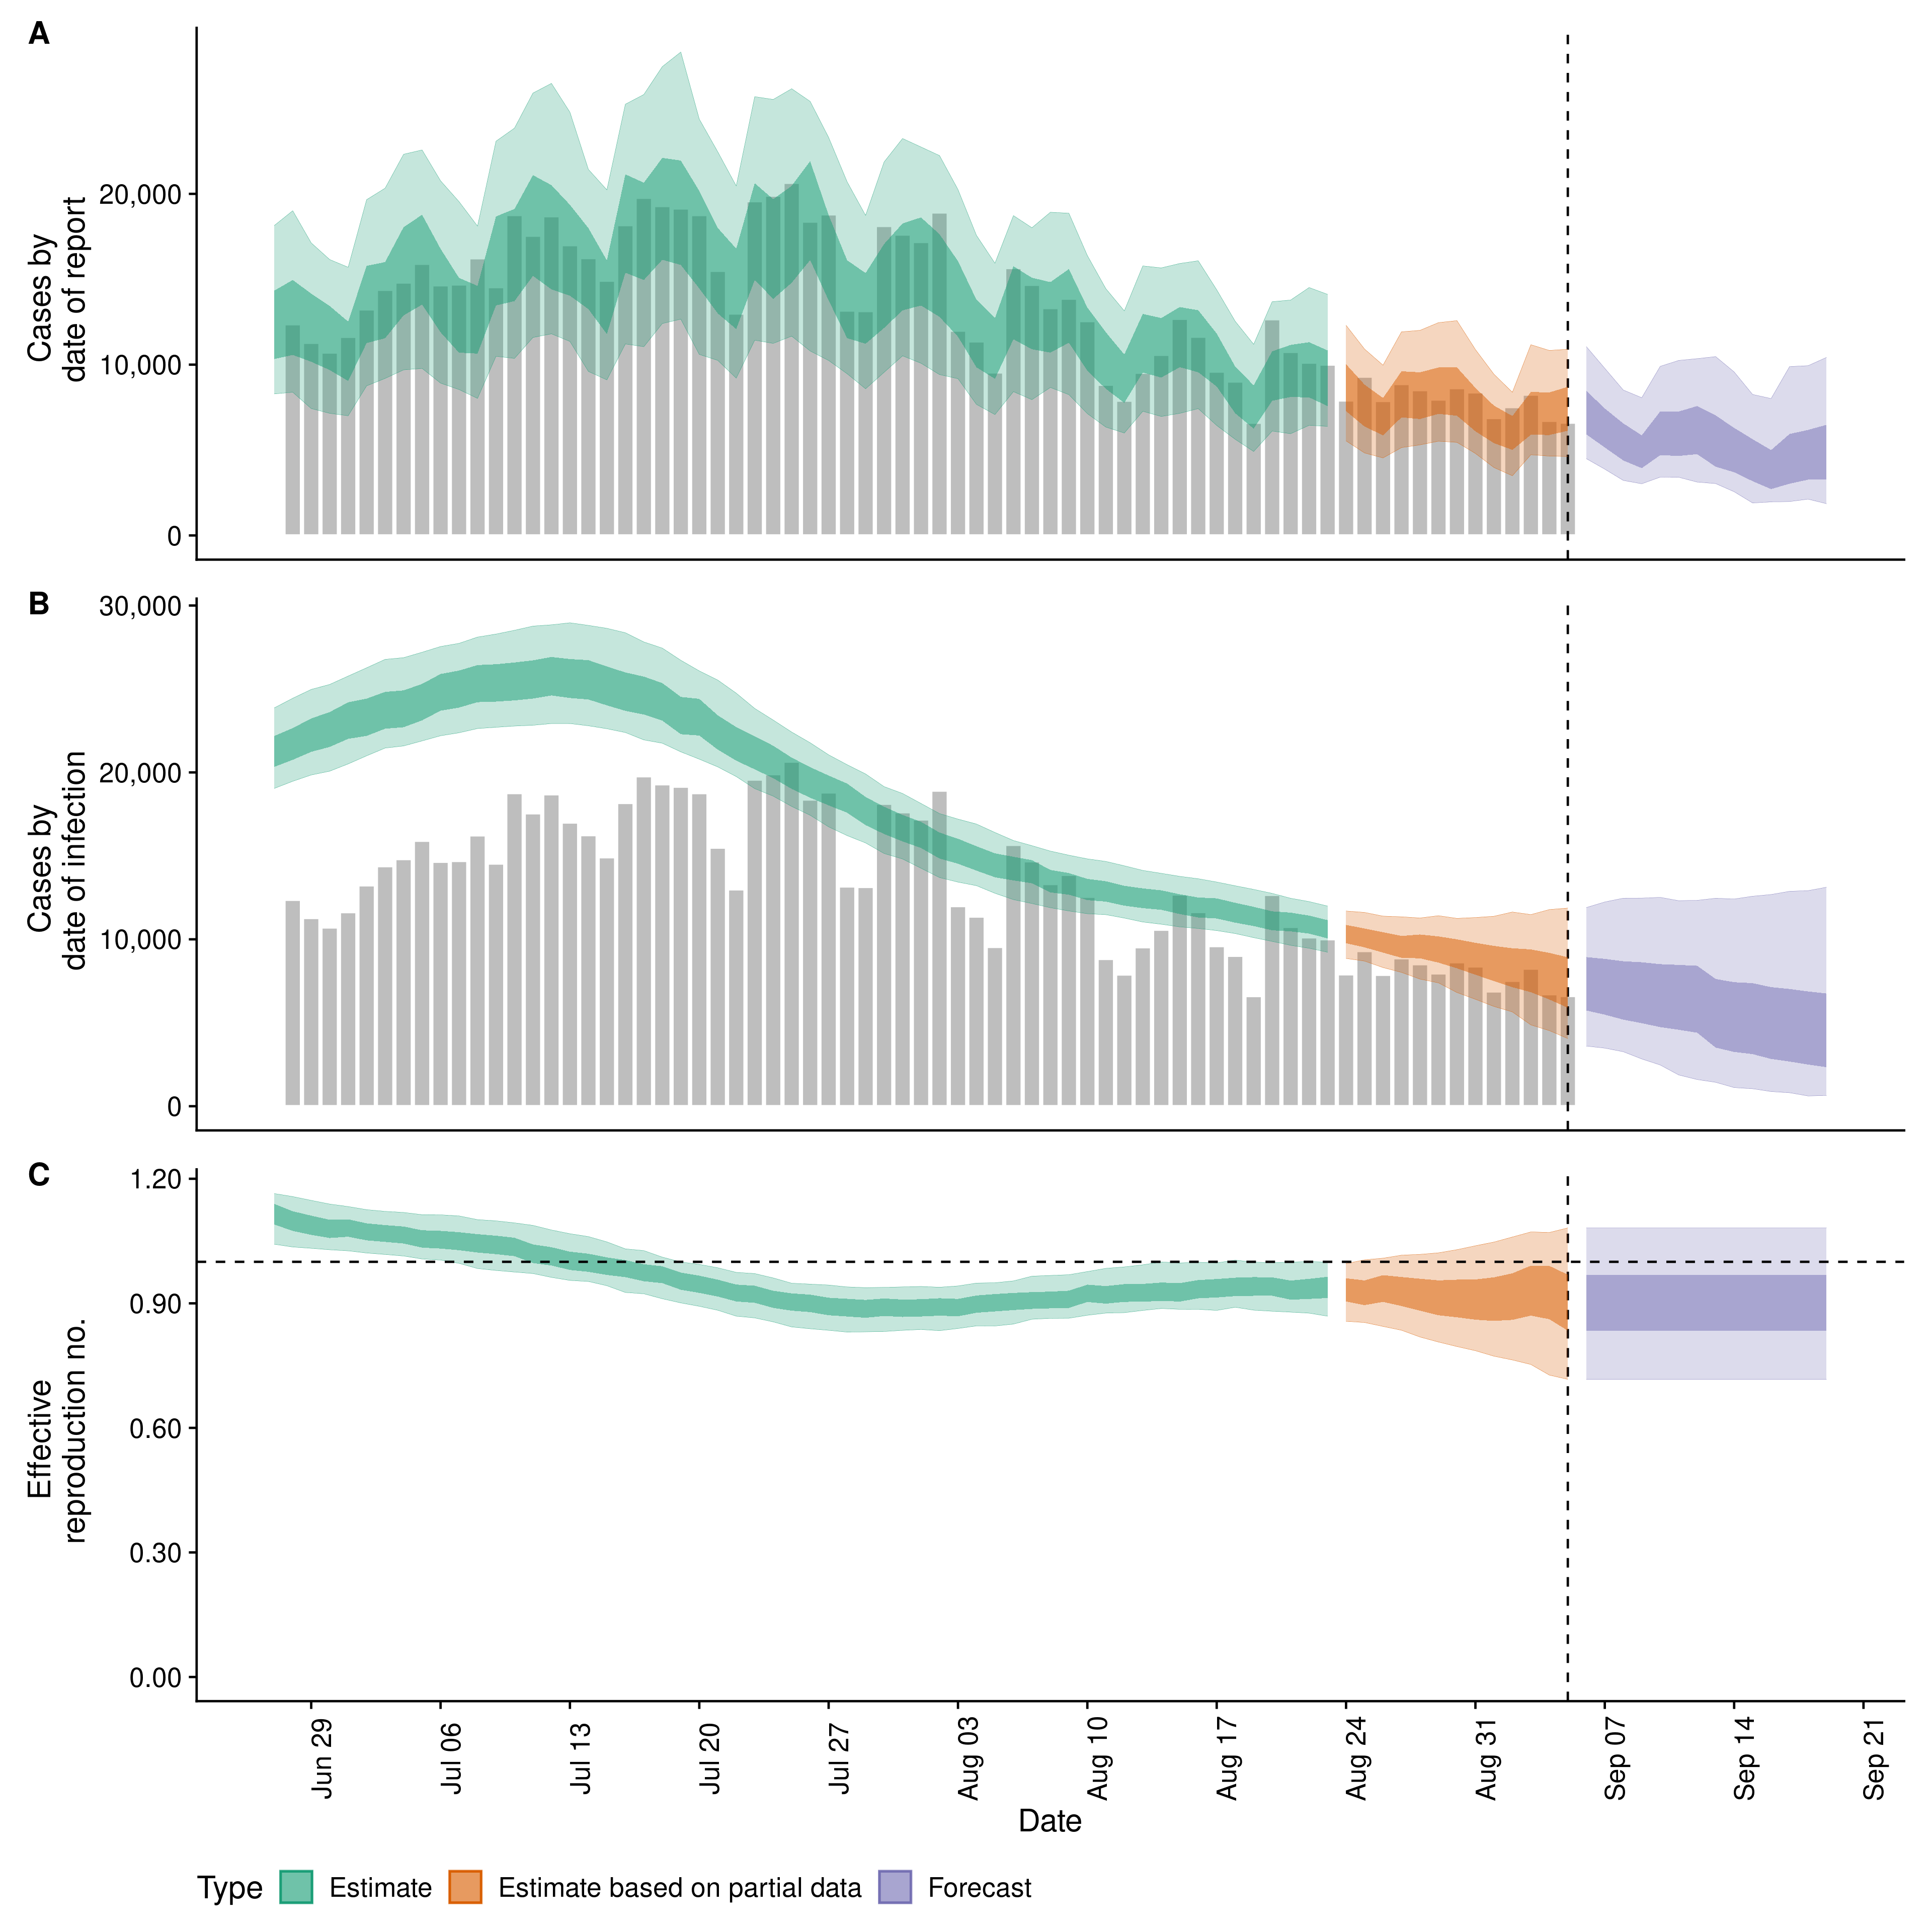 A
Cases by
date of report
20,000
10,000
0
B
Cases by
date of infection
30,000
20,000
10,000
0
C
Effective
reproduction no.
1.20
0.90
0.60
0.30
0.00
Jun 29
Jul 06
Jul 13
Jul 20
Jul 27
Aug 03
Aug 10
Aug 17
Aug 24
Aug 31
Sep 07
Sep 14
Sep 21
Date
Type Estimate Estimate based on partial data Forecast